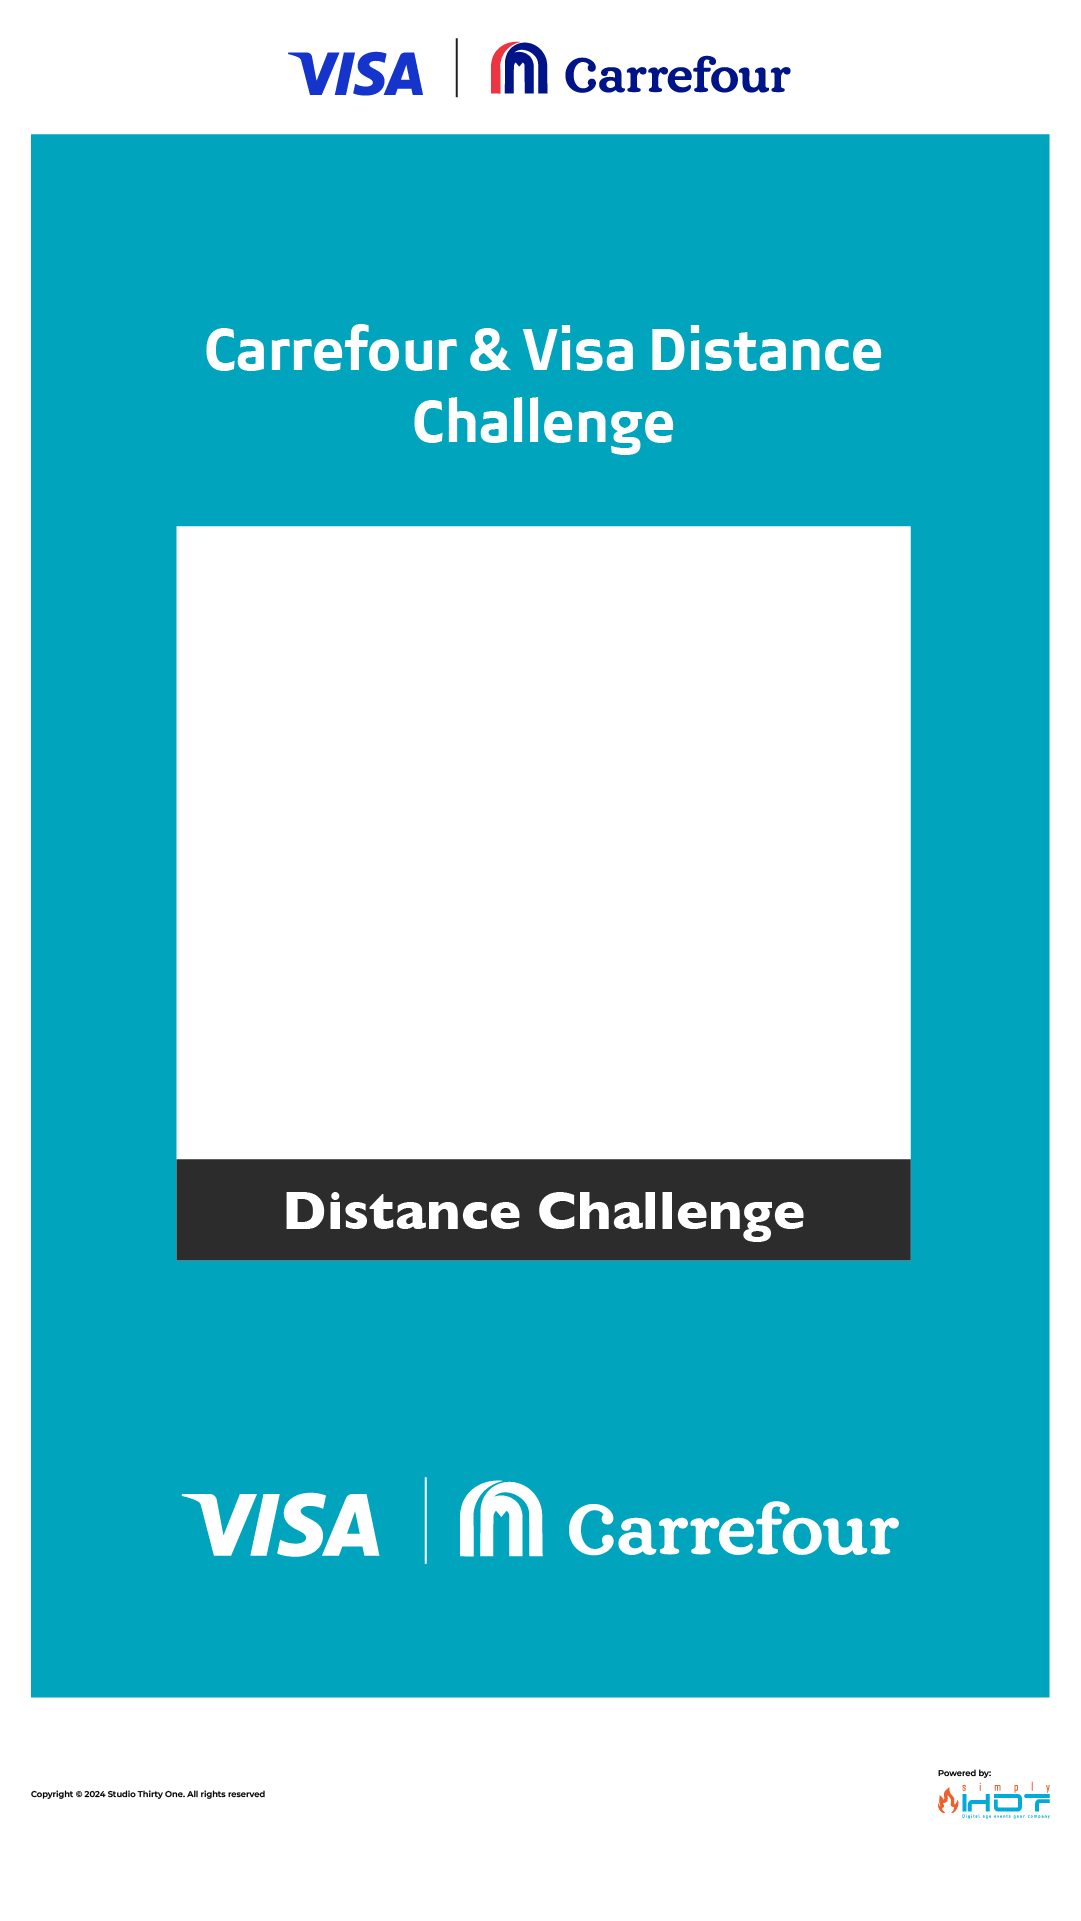 VISA
Carrefour
Carrefour & Visa Distance
Challenge
Distance Challenge
VISA
Carrefour
Copyright © 2024 Studio Thirty One. All rights reserved
Powered by:
simply
HOT
Digital age events gear company